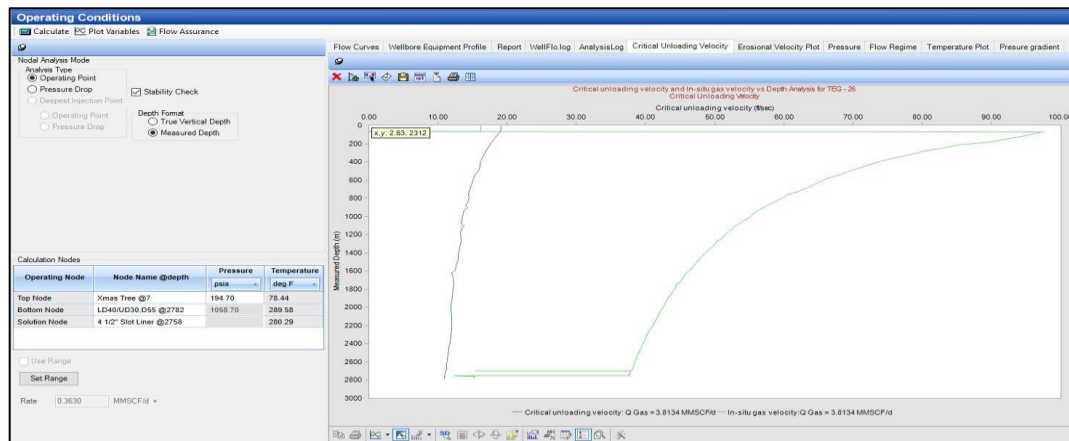 Operating Conditions
Calculate Plot Variables Flow Assurance
Nodal Analysis Mode
Analysis Type
Operating Point
Pressure Drop
Deepest Injection Point
Operating Point
Pressure Drop
Stability Check
Depth Format
True Vertical Depth
Measured Depth
Calculation Nodes
Operating Node Node Name @depth Pressure Temperature
psia deg F
Top Node Xmas Tree @7 194.70 78.44
Bottom Node LD40/UD30,D55 @2782 1058.70 289.58
Solution Node 4 1/2" Slot Liner @2758 280.29
Use Range
Set Range
Rate 0.3630 MMSCF/d
Flow Curves Wellbore Equipment Profile Report WellFlo.log AnalysisLog Critical Unloading Velocity Erosional Velocity Plot Pressure Flow Regime Temperature Plot Presure gradient
Critical unloading velocity and In-situ gas velocity vs Depth Analysis for TEG - 26
Critical Unloading Velocity
Critical unloading velocity (ft/sec)
0.00 10.00 20.00 30.00 40.00 50.00 60.00 70.00 80.00 90.00 100.00
x,y: 2.63, 2312
Measured Depth (m)
0
200
400
600
800
1000
1200
1400
1600
1800
2000
2200
2400
2600
2800
3000
Critical unloading velocity: Q Gas = 3.8134 MMSCF/d In-situ gas velocity:Q Gas = 3.8134 MMSCF/d